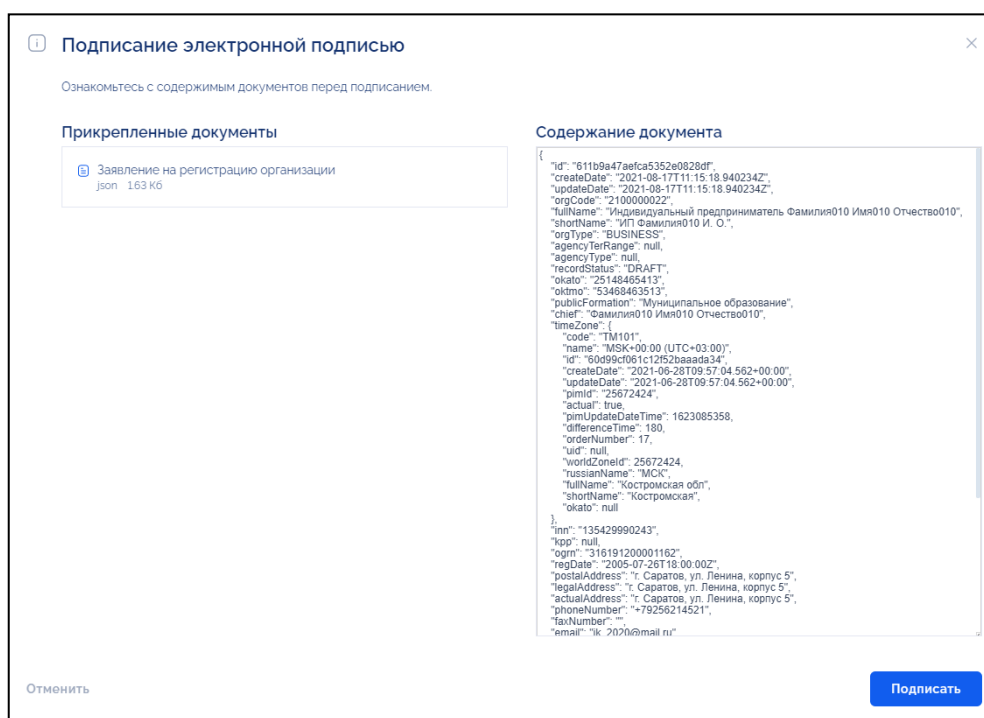 Подписание электронной подписью
Ознакомьтесь с содержимым документов перед подписанием.
Прикрепленные документы
Заявление на регистрацию организации
json 1.63 Кб
Содержание документа
{
"id": "611b9a47aefca5352e0828df",
"createDate": "2021-08-17T11:15:18.940234Z",
"updateDate": "2021-08-17T11:15:18.940234Z",
"orgCode": "2100000022",
"fullName": "Индивидуальный предприниматель Фамилия010 Имя010 Отчество010",
"shortName": "ИП Фамилия010 И. О.",
"orgType": "BUSINESS",
"agencyTerRange": null,
"agencyType": null,
"recordStatus": "DRAFT",
"okato": "25148465413",
"oktmo": "53468463513",
"publicFormation": "Муниципальное образование",
"chief": "Фамилия010 Имя010 Отчество010",
"timeZone": {
"code": "TM101",
"name": "MSK+00:00 (UTC+03:00)",
"id": "60d99cf061c12f52baaada34",
"createDate": "2021-06-28T09:57:04.562+00:00",
"updateDate": "2021-06-28T09:57:04.562+00:00",
"pimId": "25672424",
"actual": true,
"pimUpdateDateTime": 1623085358,
"differenceTime": 180,
"orderNumber": 17,
"uid": null,
"worldZoneId": 25672424,
"russianName": "МСК",
"fullName": "Костромская обл",
"shortName": "Костромская",
"okato": null
},
"inn": "135429990243",
"kpp": null,
"ogrn": "316191200001162",
"regDate": "2005-07-26T18:00:00Z",
"postalAddress": "г. Саратов, ул. Ленина, корпус 5",
"legalAddress": "г. Саратов, ул. Ленина, корпус 5",
"actualAddress": "г. Саратов, ул. Ленина, корпус 5",
"phoneNumber": "+79256214521",
"faxNumber": "",
"email": "ik_2020@mail.ru"
Отменить
Подписать